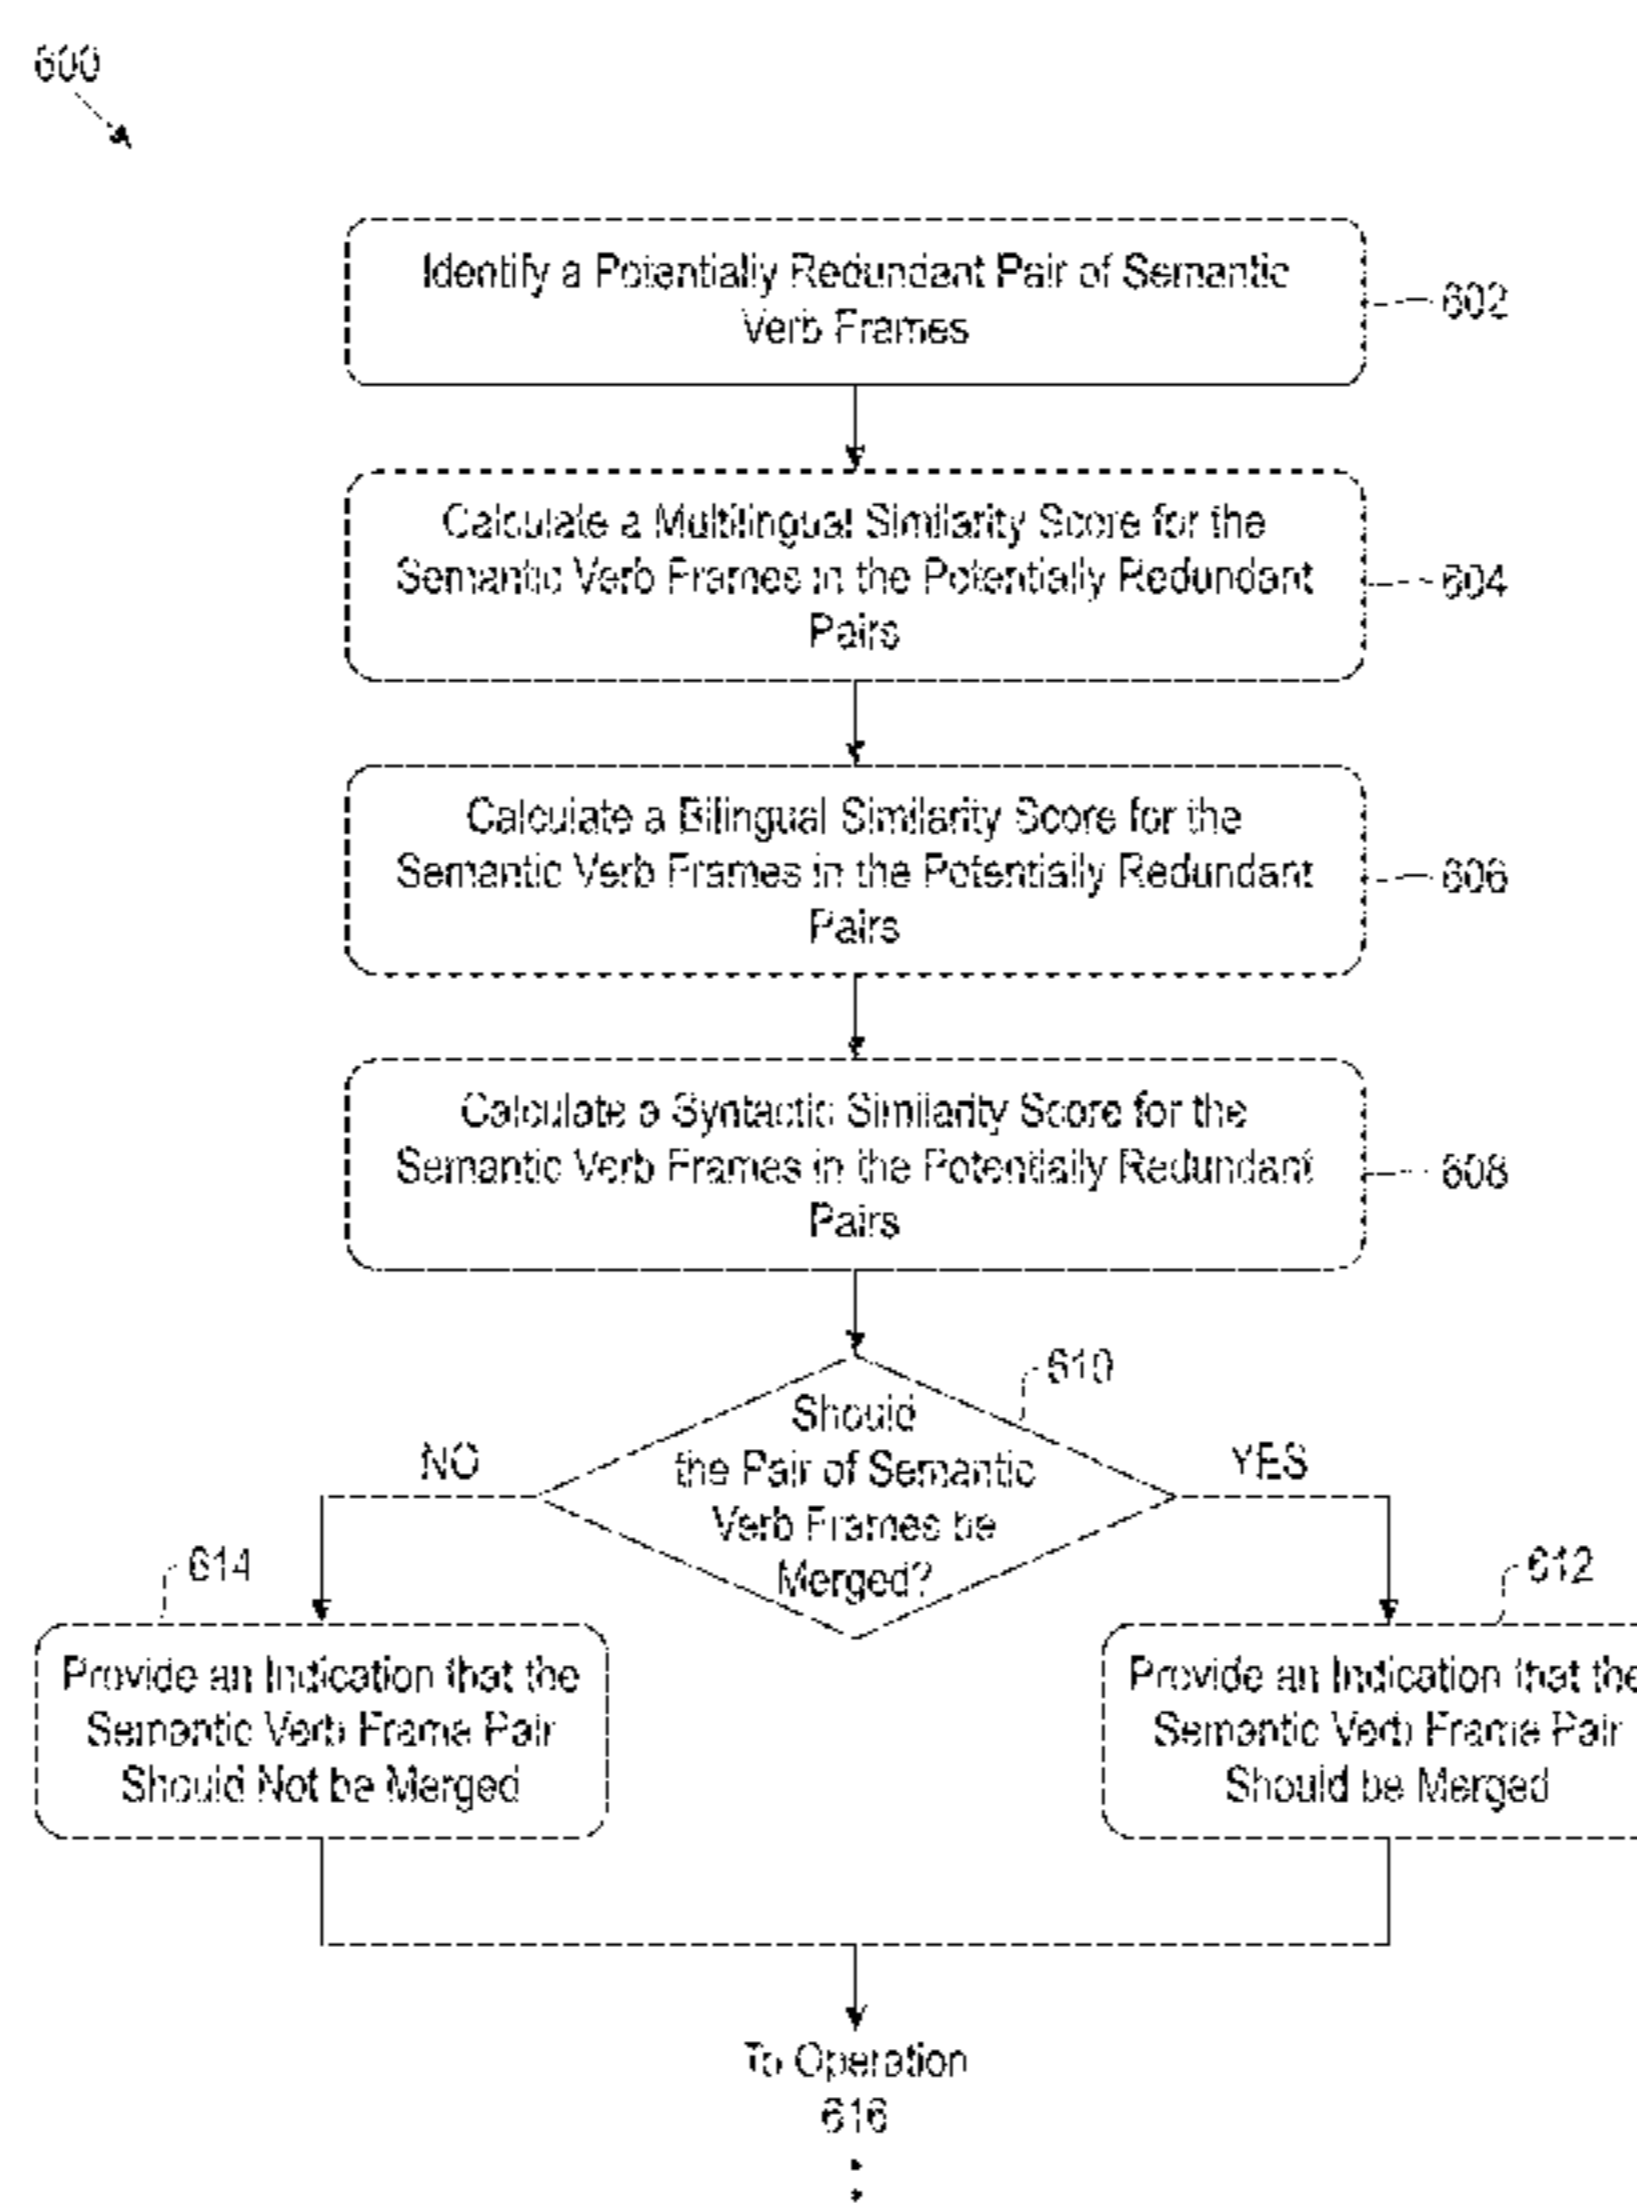 600
Identify a Potentially Redundant Pair of Semantic
Verb Frames
602
Calculate a Multilingual Similarity Score for the
Semantic Verb Frames in the Potentially Redundant
Pairs
604
Calculate a Bilingual Similarity Score for the
Semantic Verb Frames in the Potentially Redundant
Pairs
606
Calculate a Syntactic Similarity Score for the
Semantic Verb Frames in the Potentially Redundant
Pairs
608
610
Should
the Pair of Semantic
Verb Frames be
Merged?
NO
YES
614
Provide an Indication that the
Semantic Verb Frame Pair
Should Not be Merged
612
Provide an Indication that the
Semantic Verb Frame Pair
Should be Merged
To Operation
616